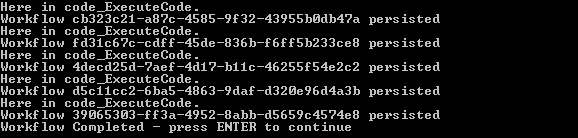 Here in code_ExecuteCode.
Workflow cb323c21-a87c-4585-9f32-43955b0db47a persisted
Here in code_ExecuteCode.
Workflow fd31c67c-cdff-45de-836b-f6ff5b233ce8 persisted
Here in code_ExecuteCode.
Workflow 4decd25d-7aef-4d17-b11c-46255f54e2c2 persisted
Here in code_ExecuteCode.
Workflow d5c11cc2-6ba5-4863-9daf-d320e96d4a3b persisted
Here in code_ExecuteCode.
Workflow 39065303-ff3a-4952-8abb-d5659c4574e8 persisted
Workflow Completed - press ENTER to continue